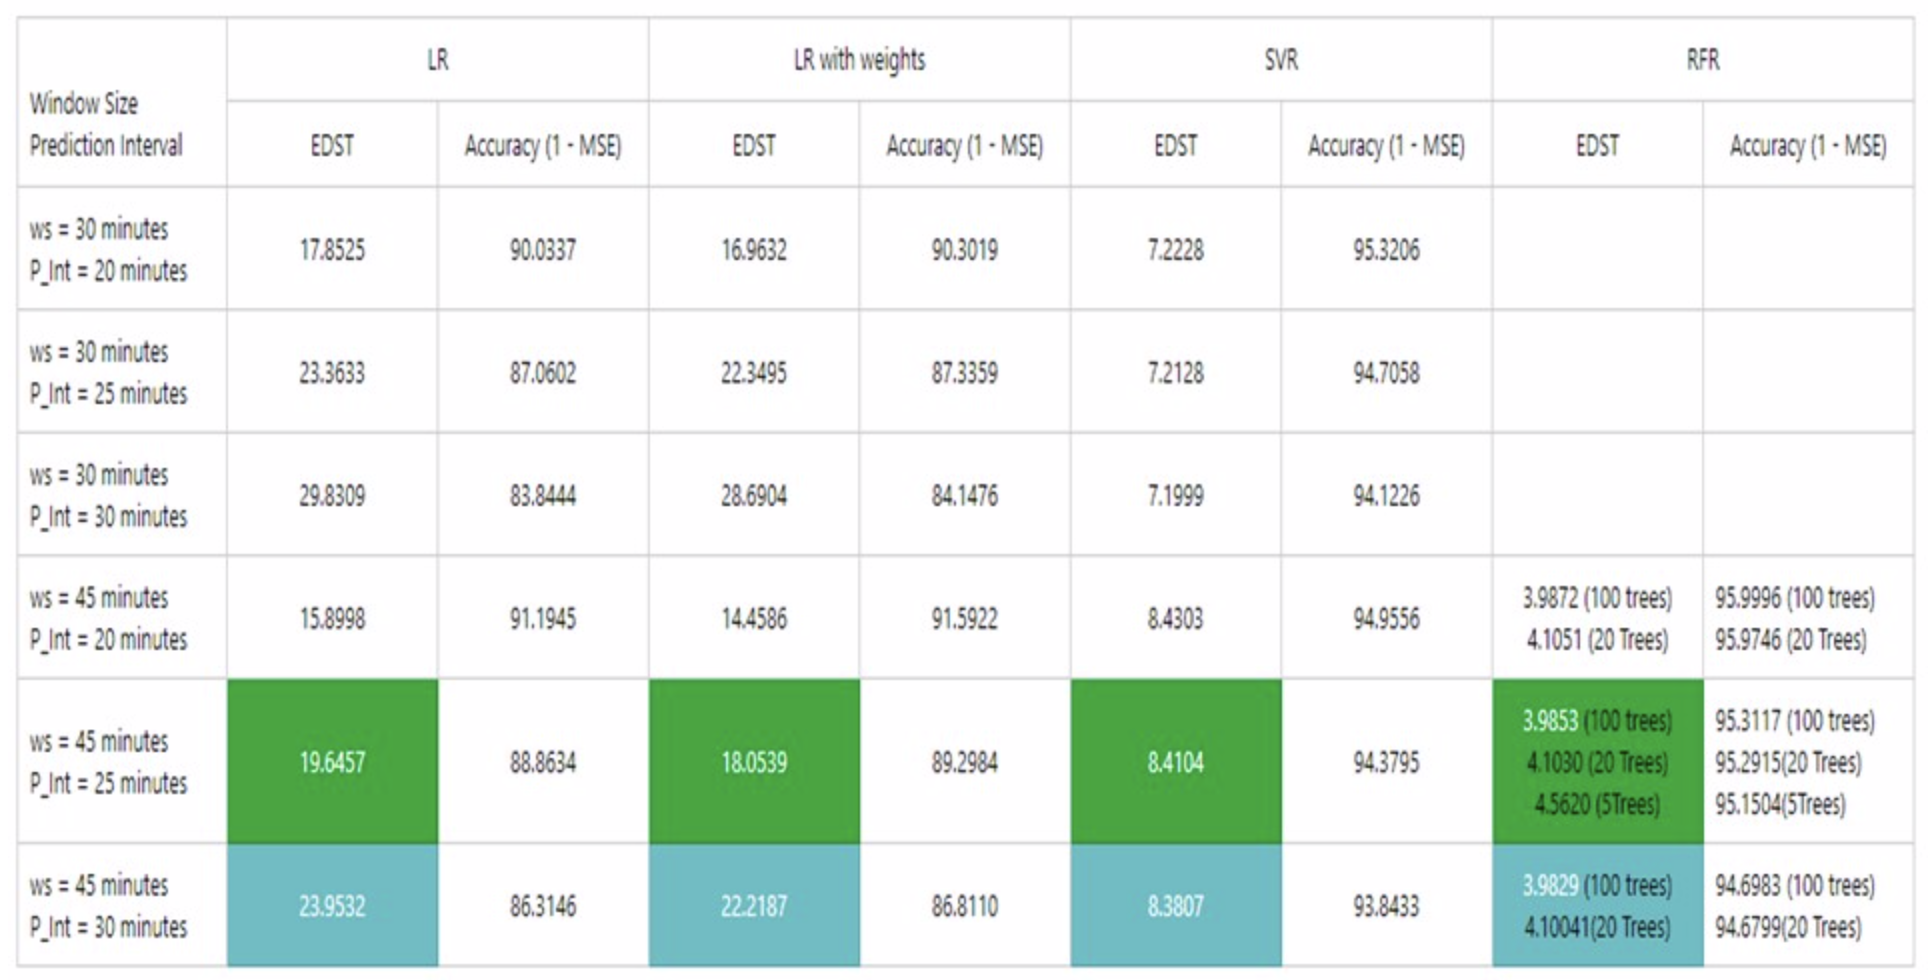 LR LR with weights SVR RFR
Window Size
Prediction Interval
EDST Accuracy (1 - MSE) EDST Accuracy (1 - MSE) EDST Accuracy (1 - MSE) EDST Accuracy (1 - MSE)
ws = 30 minutes
P_Int = 20 minutes
17.8525 90.0337 16.9632 90.3019 7.2228 95.3206
ws = 30 minutes
P_Int = 25 minutes
23.3633 87.0602 22.3495 87.3359 7.2128 94.7058
ws = 30 minutes
P_Int = 30 minutes
29.8309 83.8444 28.6904 84.1476 7.1999 94.1226
ws = 45 minutes
P_Int = 20 minutes
15.8998 91.1945 14.4586 91.5922 8.4303 94.9556
3.9872 (100 trees) 95.9996 (100 trees)
4.1051 (20 Trees) 95.9746 (20 Trees)
ws = 45 minutes
P_Int = 25 minutes
19.6457 88.8634 18.0539 89.2984 8.4104 94.3795
3.9853 (100 trees) 95.3117 (100 trees)
4.1030 (20 Trees) 95.2915(20 Trees)
4.5620 (5Trees) 95.1504(5Trees)
ws = 45 minutes
P_Int = 30 minutes
23.9532 86.3146 22.2187 86.8110 8.3807 93.8433
3.9829 (100 trees) 94.6983 (100 trees)
4.10041(20 Trees) 94.6799(20 Trees)